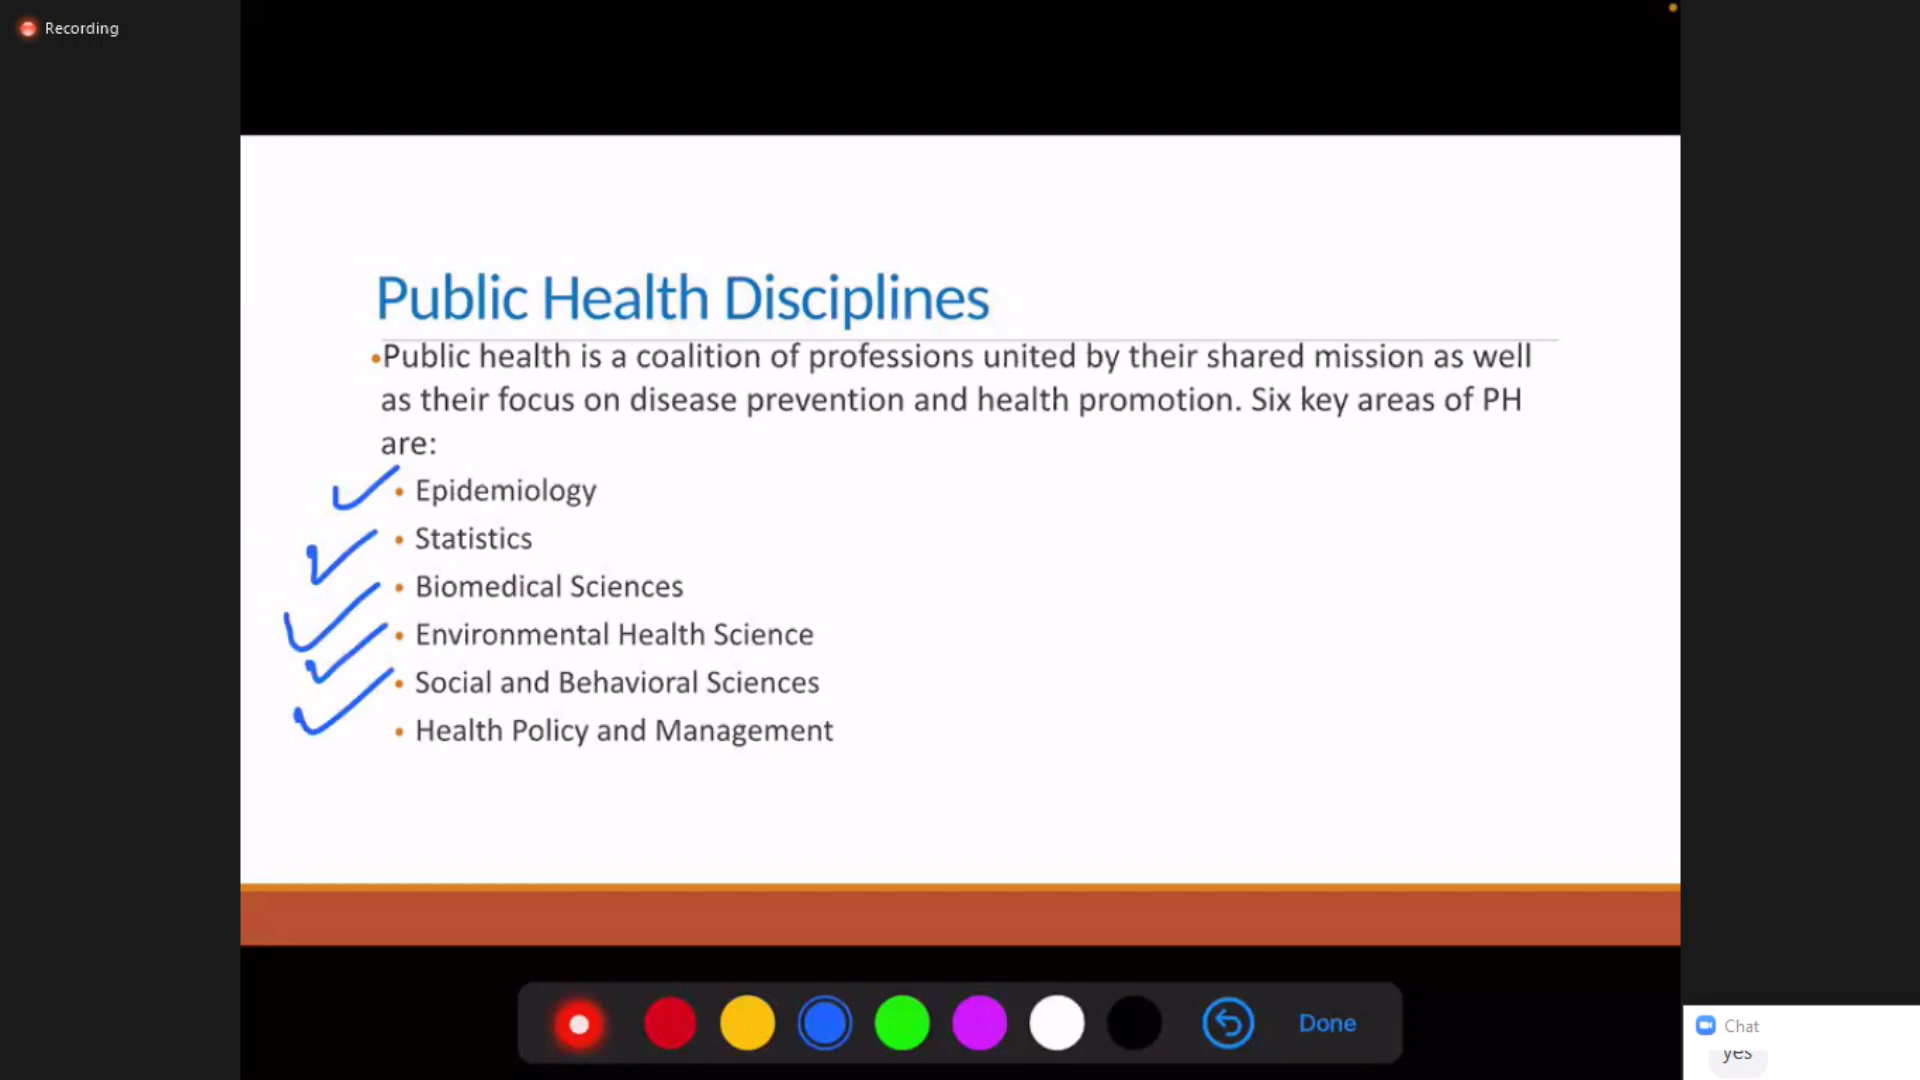 Recording
Public Health Disciplines
•Public health is a coalition of professions united by their shared mission as well
as their focus on disease prevention and health promotion. Six key areas of PH
are:
• Epidemiology
• Statistics
• Biomedical Sciences
• Environmental Health Science
• Social and Behavioral Sciences
• Health Policy and Management
Done
Chat
yes